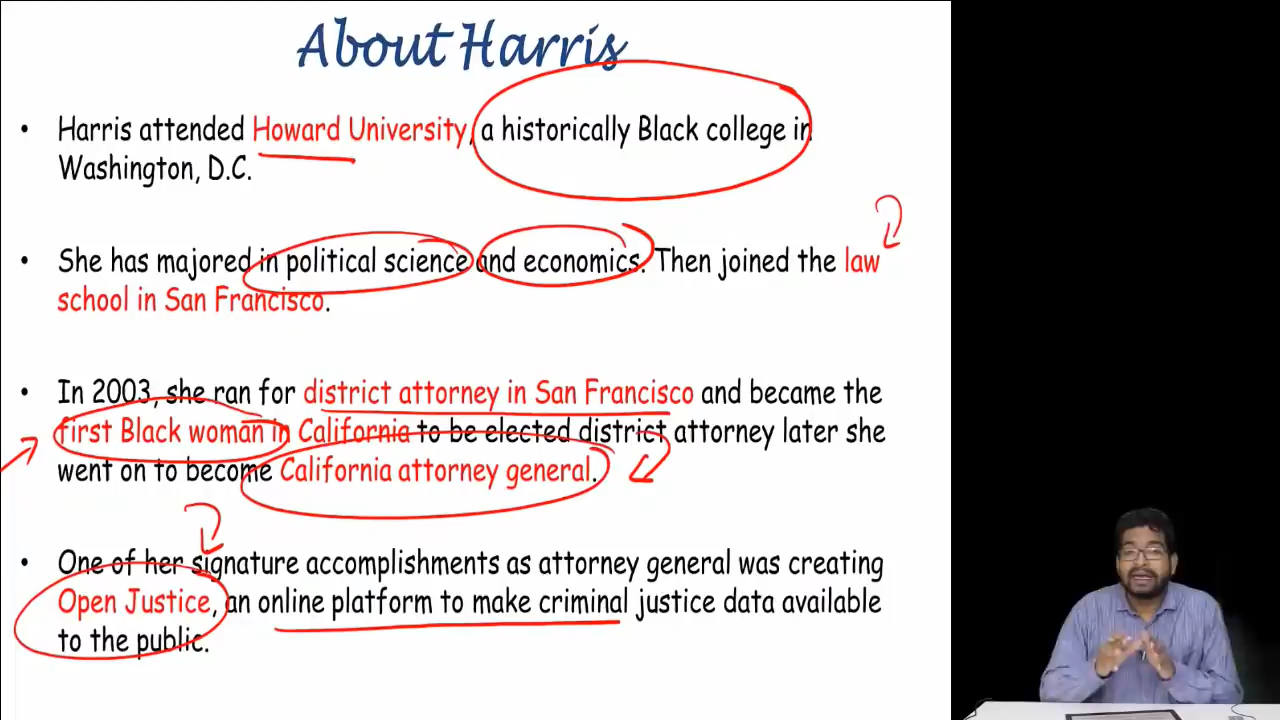 About Harris
• Harris attended Howard University, a historically Black college in
Washington, D.C.
• She has majored in political science and economics. Then joined the law
school in San Francisco.
• In 2003, she ran for district attorney in San Francisco and became the
first Black woman in California to be elected district attorney later she
went on to become California attorney general.
• One of her signature accomplishments as attorney general was creating
Open Justice, an online platform to make criminal justice data available
to the public.